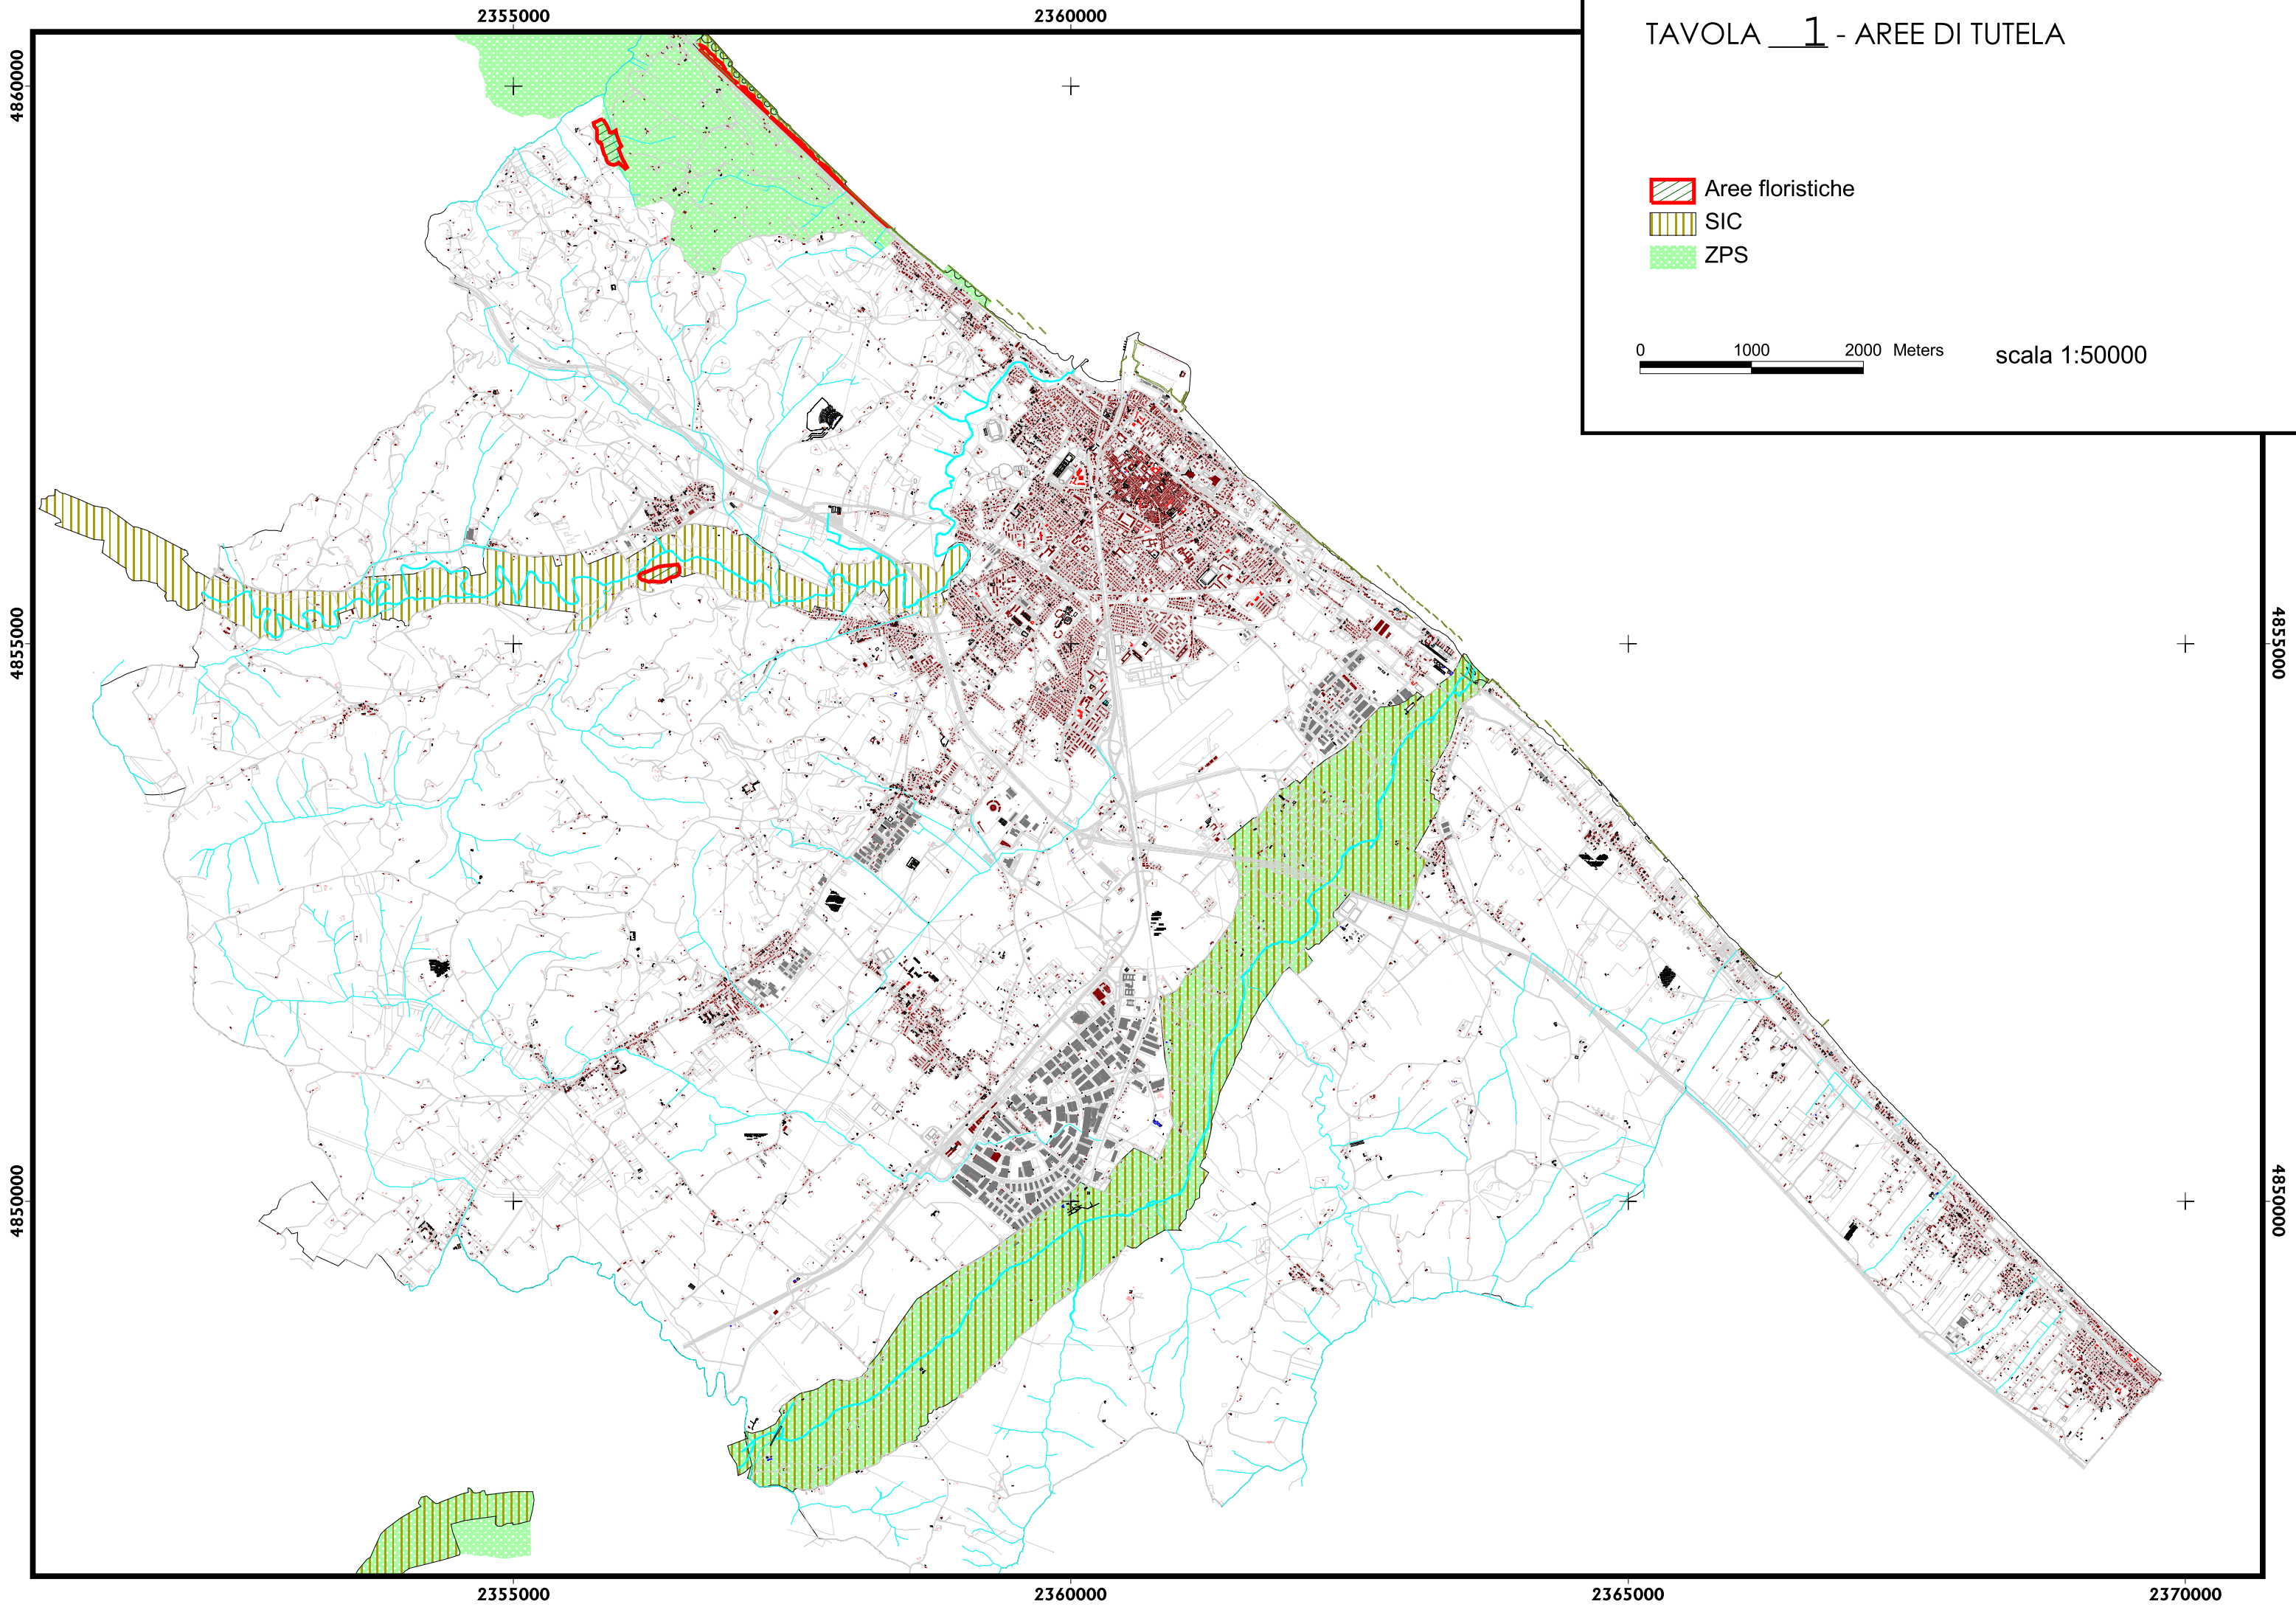 2355000 2360000
TAVOLA __1_ - AREE DI TUTELA
4860000
Aree floristiche
SIC
ZPS
0 1000 2000 Meters scala 1:50000
4855000 4855000
4850000 4850000
2355000 2360000 2365000 2370000